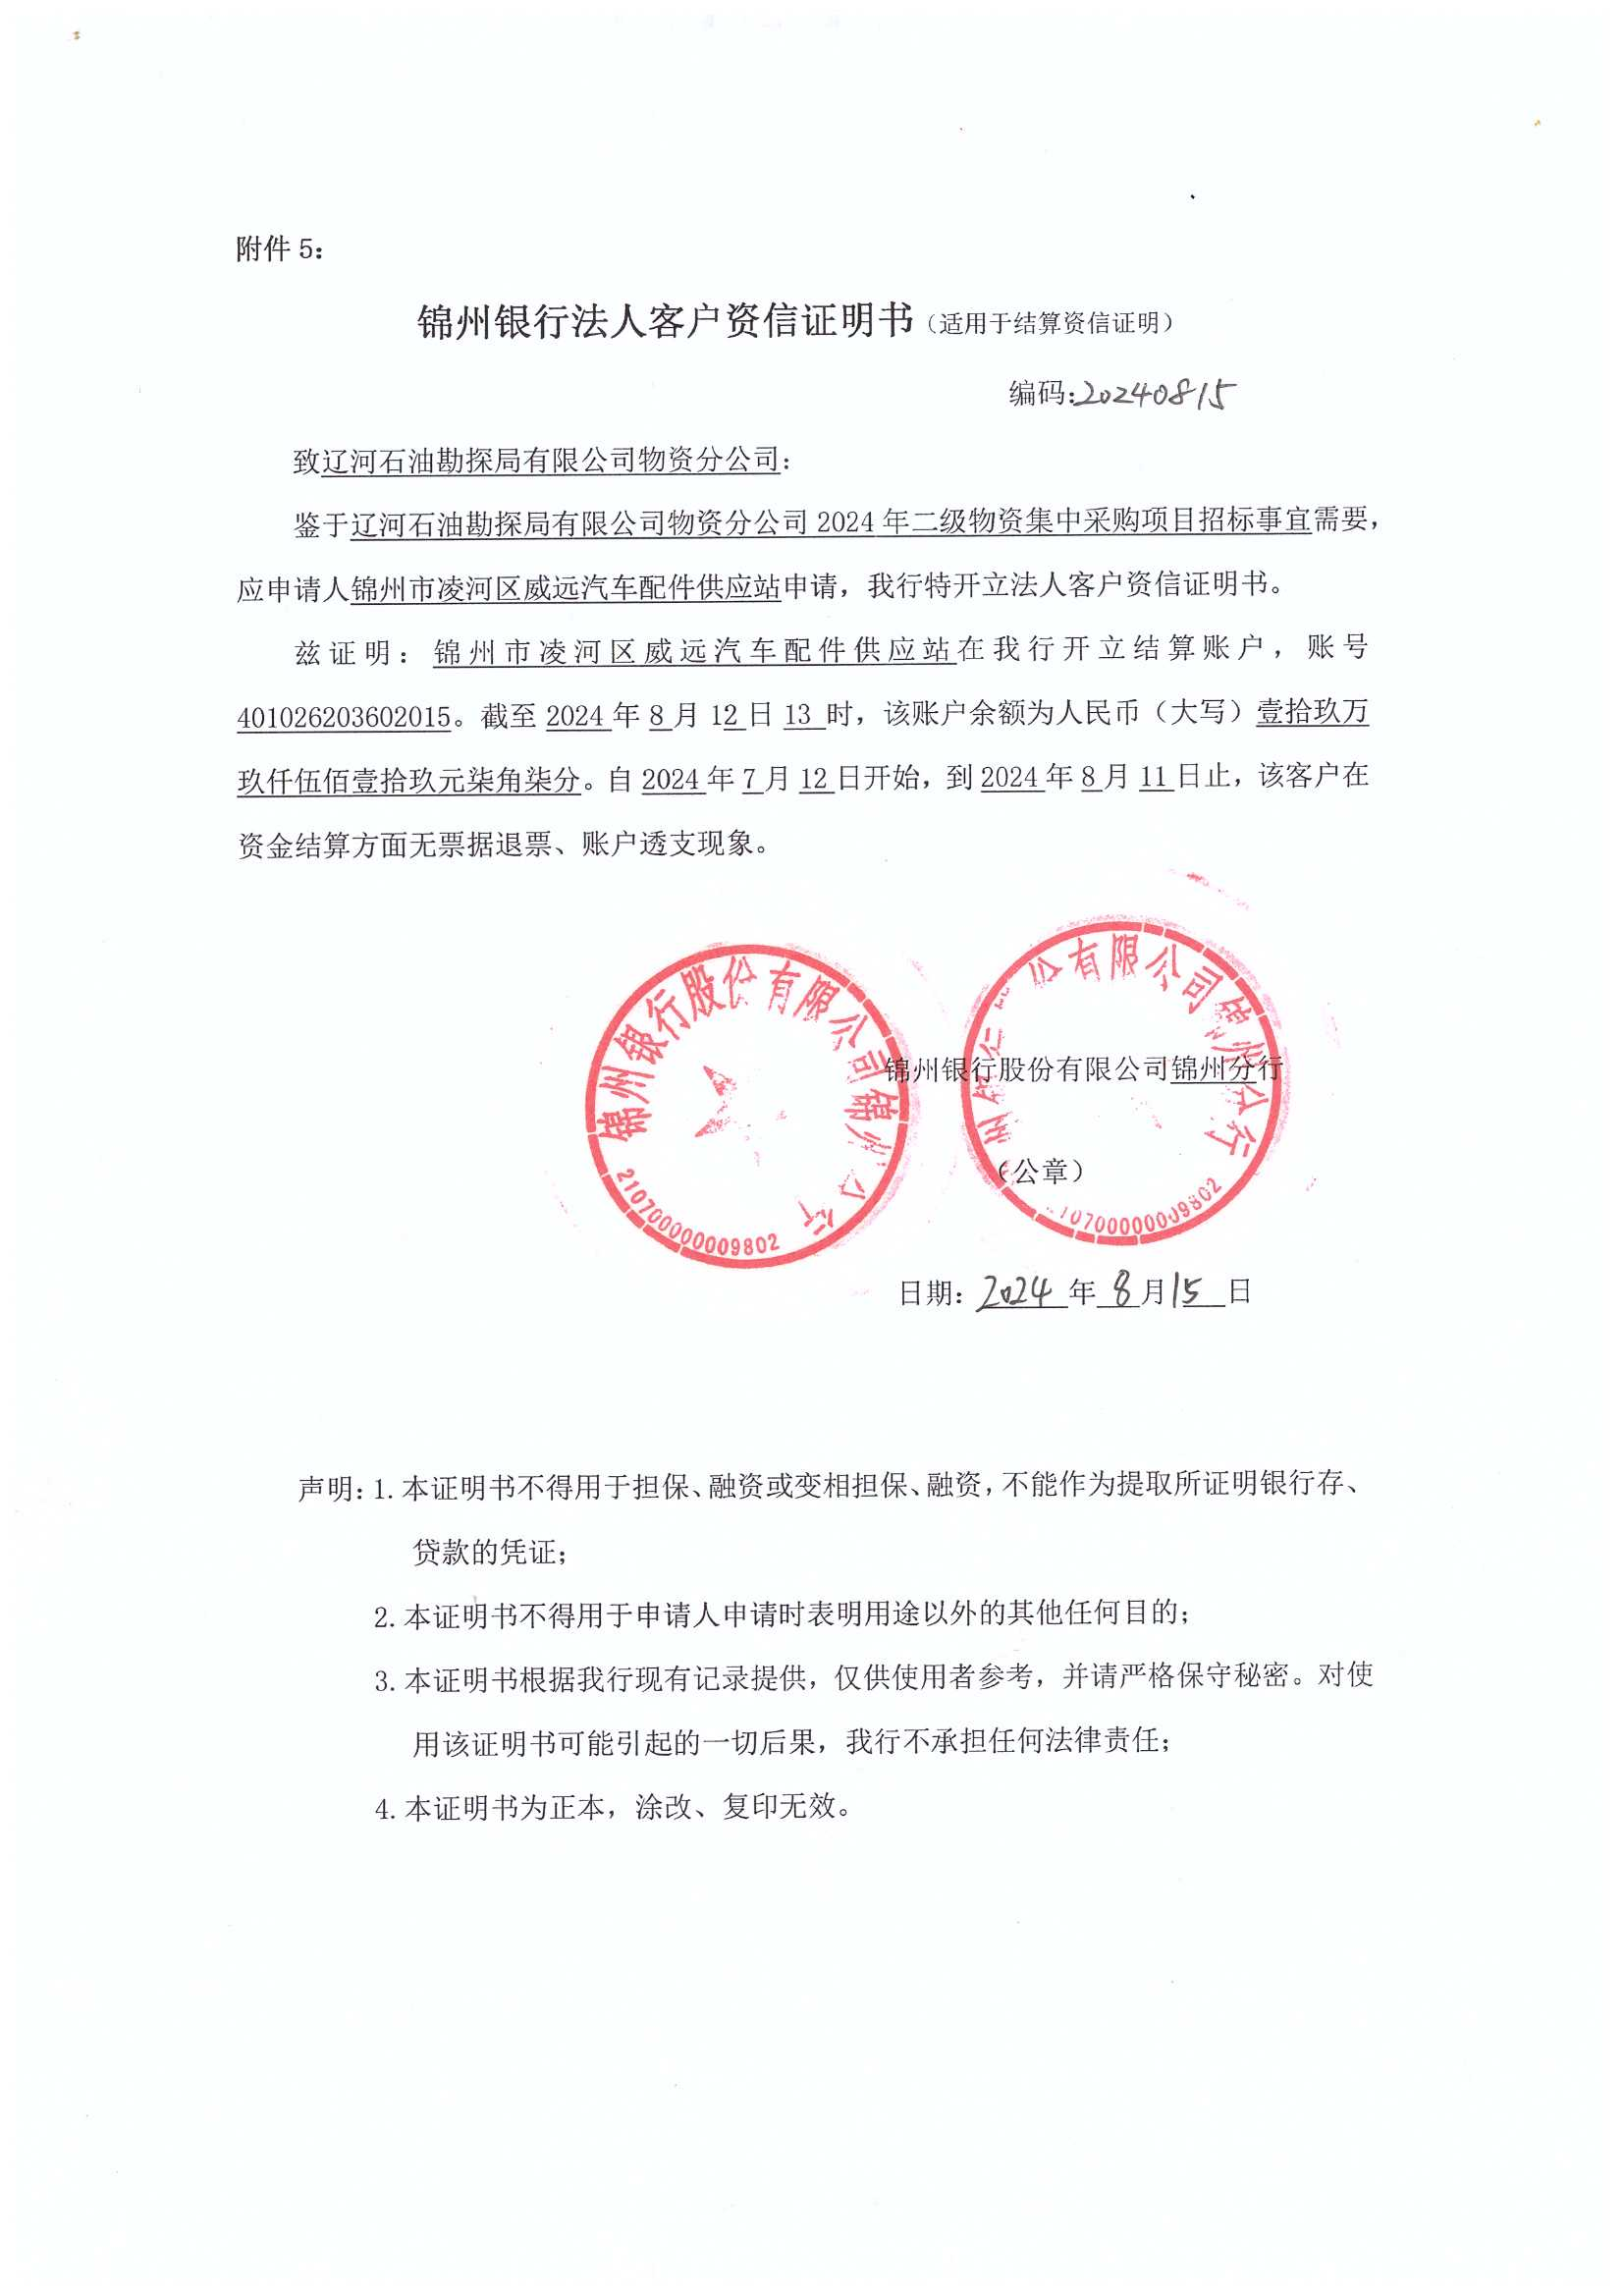 附件 5：
锦州银行法人客户资信证明书（适用于结算资信证明）
编码:20240815
致辽河石油勘探局有限公司物资分公司：
鉴于辽河石油勘探局有限公司物资分公司 2024 年二级物资集中采购项目招标事宜需要，
应申请人锦州市凌河区威远汽车配件供应站申请，我行特开立法人客户资信证明书。
兹证明：锦州市凌河区威远汽车配件供应站在我行开立结算账户，账号
401026203602015。截至 2024 年 8 月 12 日 13 时，该账户余额为人民币（大写）壹拾玖万
玖仟伍佰壹拾玖元柒角柒分。自 2024 年 7 月 12 日开始，到 2024 年 8 月 11 日止，该客户在
资金结算方面无票据退票、账户透支现象。
锦州银行股份有限公司锦州分行
2107000000009802
份有限公司锦州分行
锦州银行股份有限公司锦州分行
（公章）
日期： 2024 年 8 月 15 日
声明：1. 本证明书不得用于担保、融资或变相担保、融资，不能作为提取所证明银行存、
贷款的凭证；
2. 本证明书不得用于申请人申请时表明用途以外的其他任何目的；
3. 本证明书根据我行现有记录提供，仅供使用者参考，并请严格保守秘密。对使
用该证明书可能引起的一切后果，我行不承担任何法律责任；
4. 本证明书为正本，涂改、复印无效。